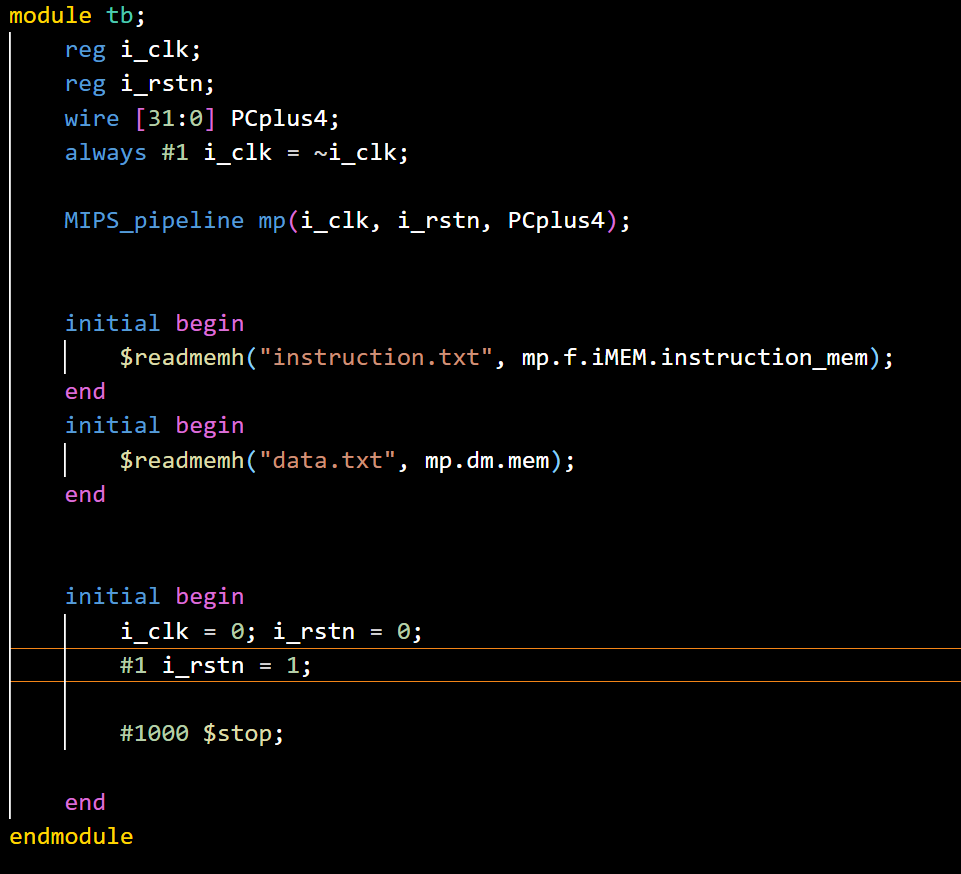 module tb;
reg i_clk;
reg i_rstn;
wire [31:0] PCplus4;
always #1 i_clk = ~i_clk;
MIPS_pipeline mp(i_clk, i_rstn, PCplus4);
initial begin
$readmemh("instruction.txt", mp.f.iMEM.instruction_mem);
end
initial begin
$readmemh("data.txt", mp.dm.mem);
end
initial begin
i_clk = 0; i_rstn = 0;
#1 i_rstn = 1;
#1000 $stop;
end
endmodule